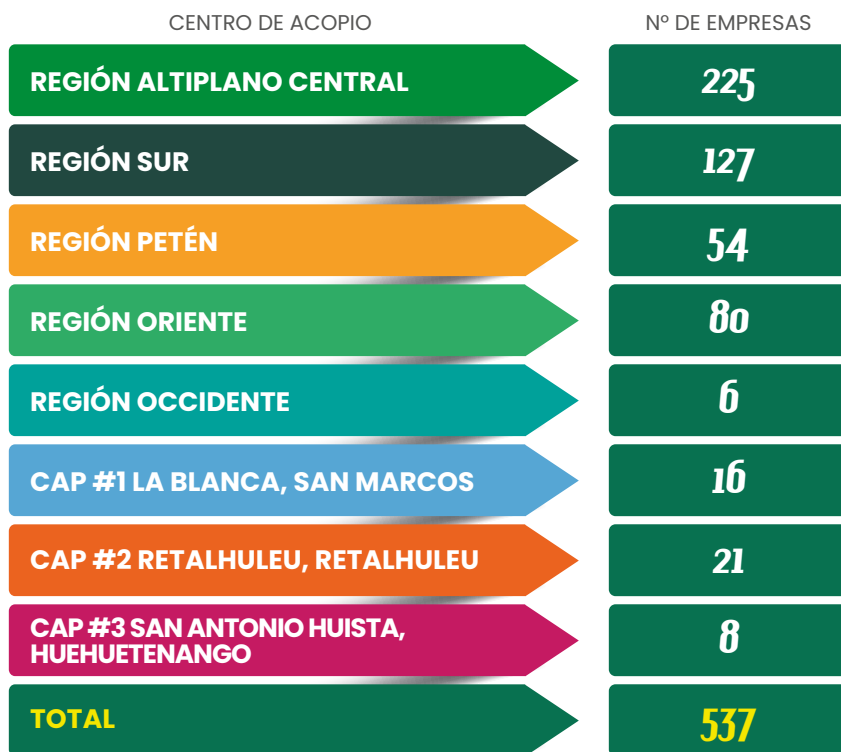 CENTRO DE ACOPIO Nº DE EMPRESAS
REGIÓN ALTIPLANO CENTRAL 225
REGIÓN SUR 127
REGIÓN PETÉN 54
REGIÓN ORIENTE 80
REGIÓN OCCIDENTE 6
CAP #1 LA BLANCA, SAN MARCOS 16
CAP #2 RETALHULEU, RETALHULEU 21
CAP #3 SAN ANTONIO HUISTA,
HUEHUETENANGO 8
TOTAL 537